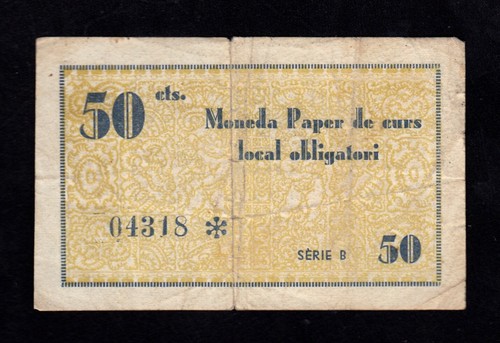 50 cts.
Moneda Paper de curs
local obligatori
04318 *
SÈRIE B 50